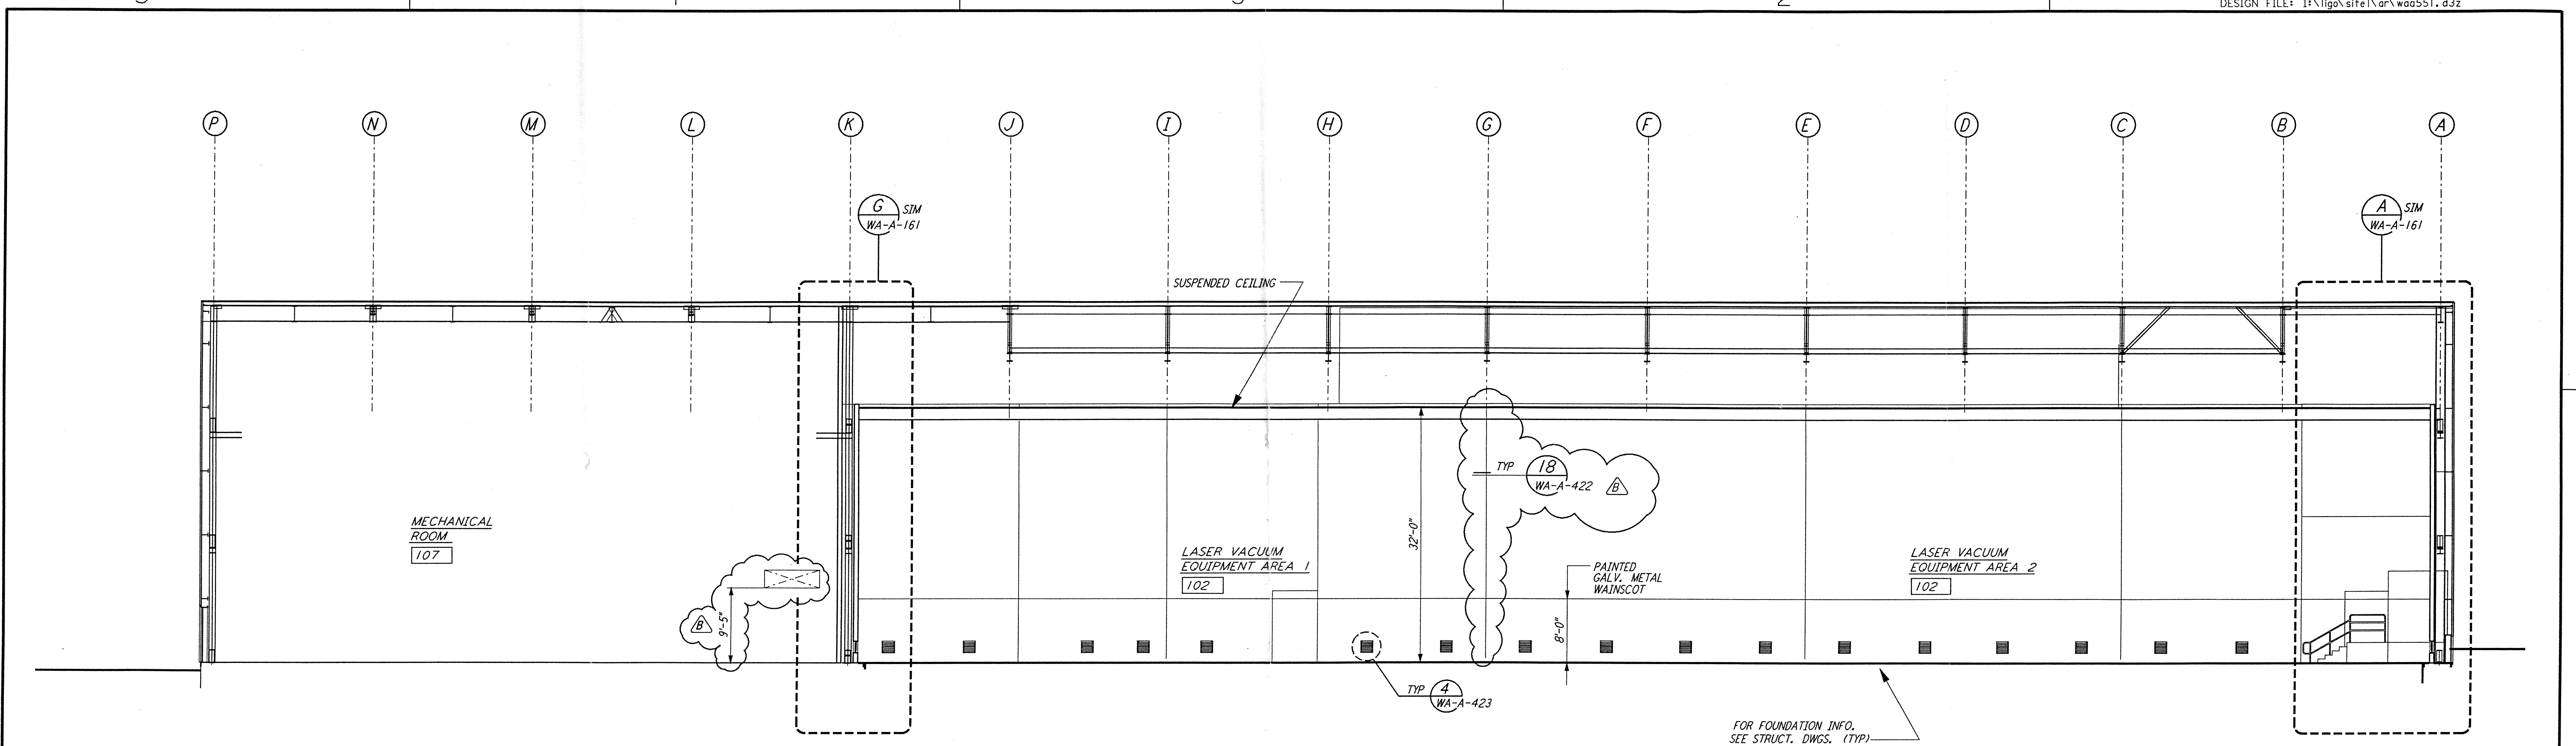 DESIGN FILE: I:\ligo\site1\ar\waa551.d3z
P N M L K J I H G F E D C B A
G SIM
WA-A-161
A SIM
WA-A-161
SUSPENDED CEILING
TYP 18
WA-A-422 B
MECHANICAL
ROOM
107
32'-0"
LASER VACUUM
EQUIPMENT AREA 1
102
PAINTED
GALV. METAL
WAINSCOT
LASER VACUUM
EQUIPMENT AREA 2
102
B
9'-5"
8'-0"
TYP 4
WA-A-423
FOR FOUNDATION INFO.
SEE STRUCT. DWGS. (TYP)